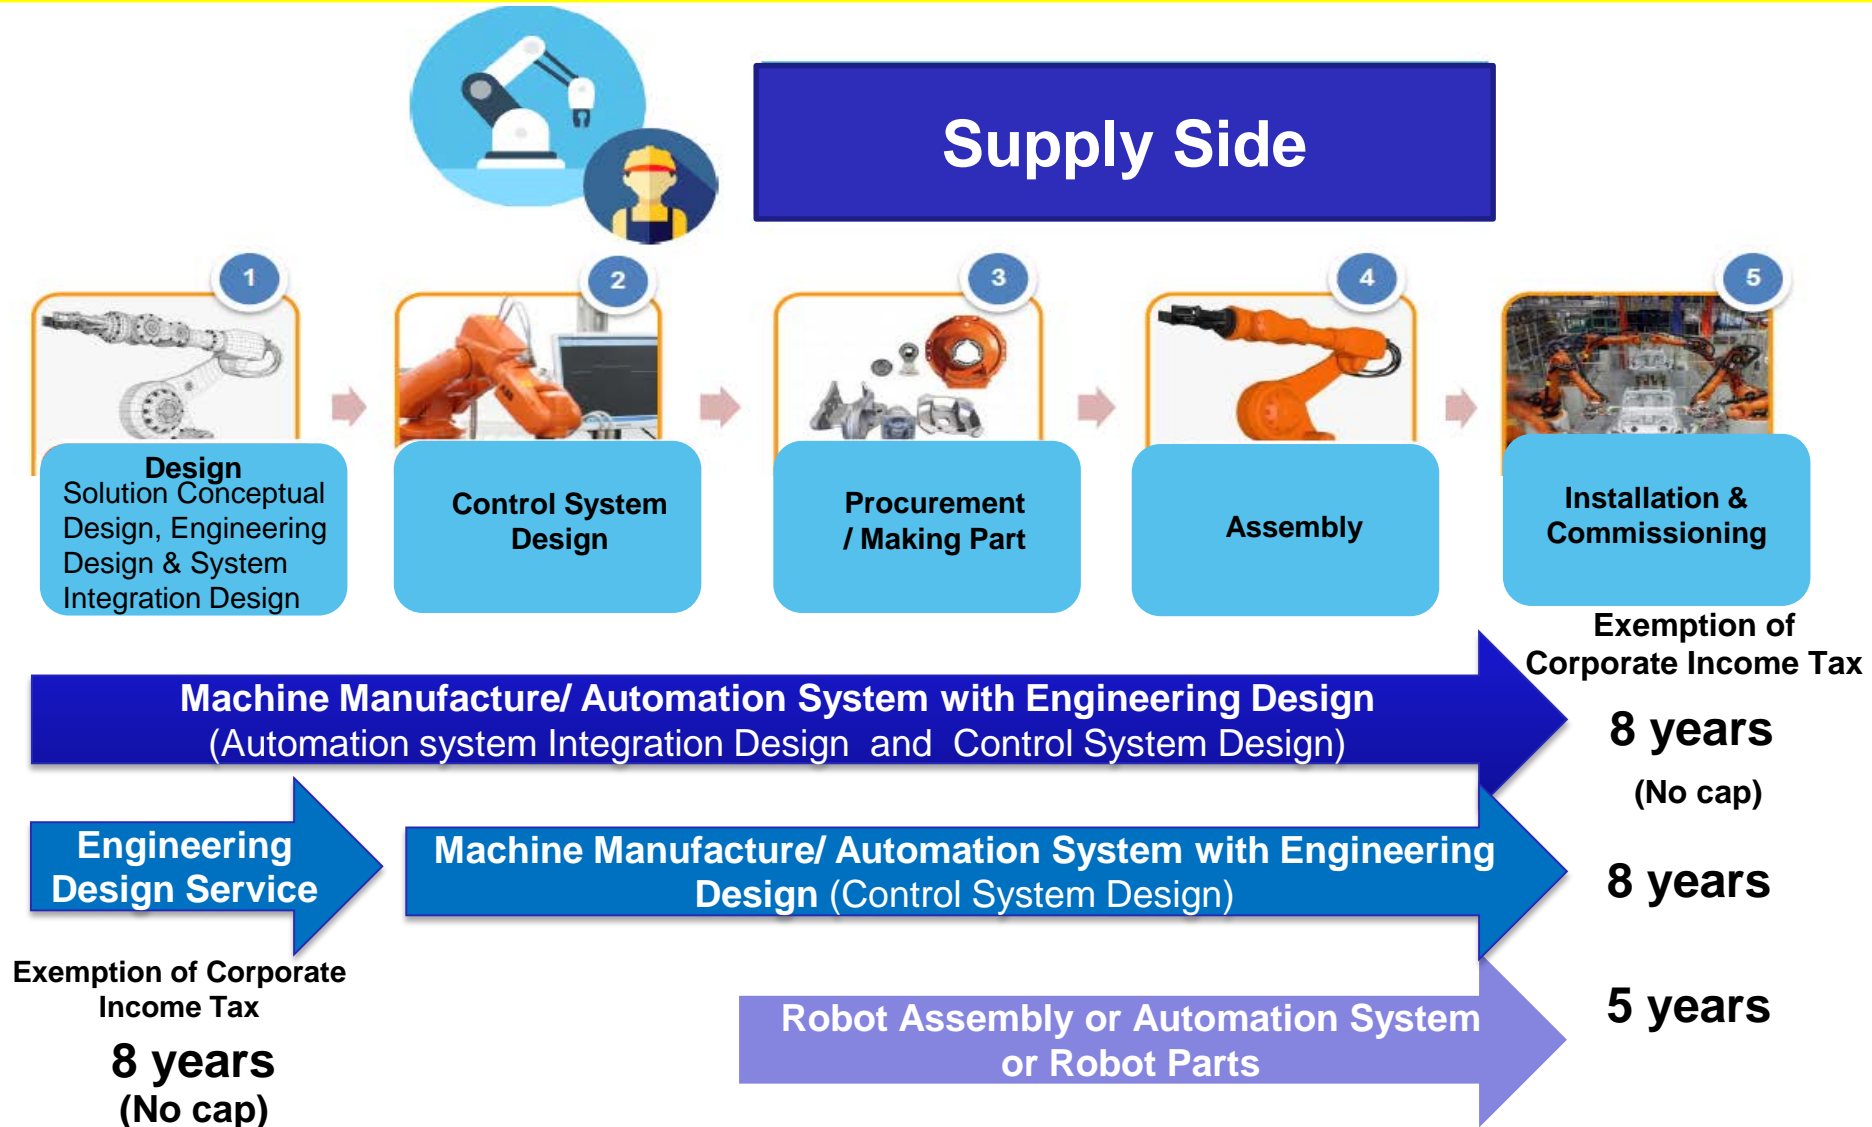 Supply Side
1
2
3
4
5
Design
Solution Conceptual
Design, Engineering
Design & System
Integration Design
Control System
Design
Procurement
/ Making Part
Assembly
Installation &
Commissioning
Exemption of
Corporate Income Tax
Machine Manufacture/ Automation System with Engineering Design
(Automation system Integration Design and Control System Design)
8 years
(No cap)
Engineering
Design Service
Machine Manufacture/ Automation System with Engineering
Design (Control System Design)
8 years
Exemption of Corporate
Income Tax
8 years
(No cap)
Robot Assembly or Automation System
or Robot Parts
5 years